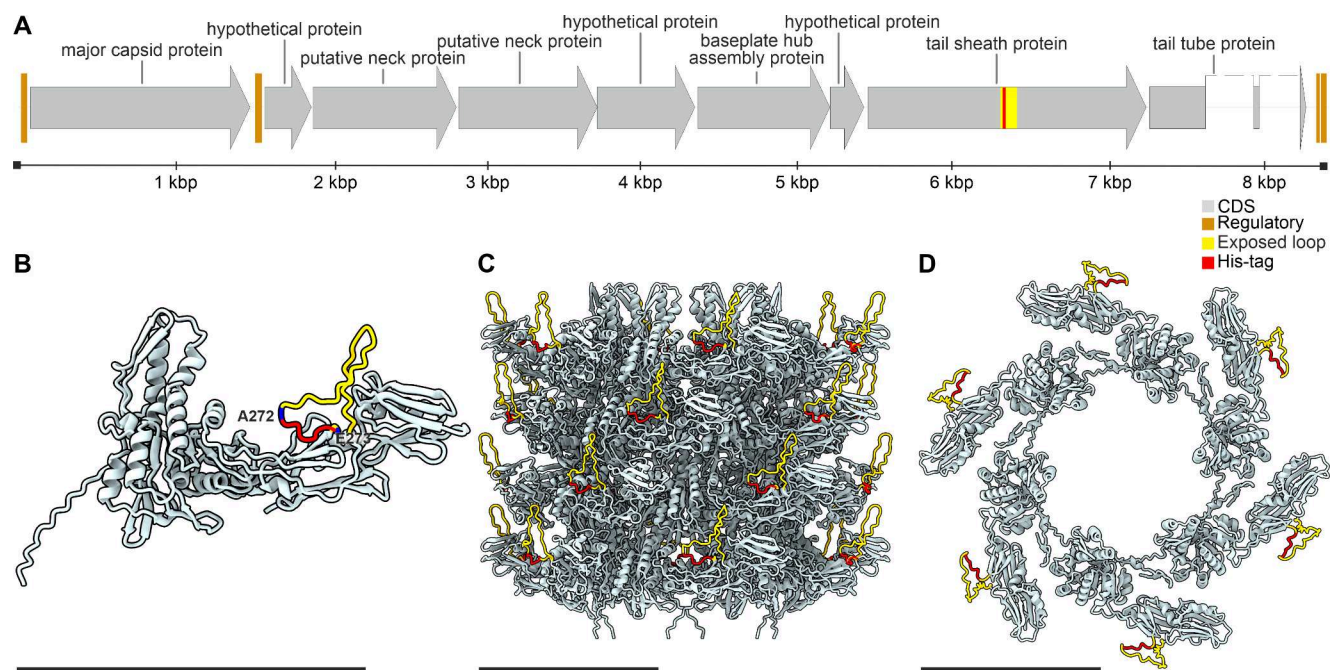 A
major capsid protein
hypothetical protein
putative neck protein
putative neck protein
hypothetical protein
baseplate hub
assembly protein
hypothetical protein
tail sheath protein
tail tube protein
1 kbp
2 kbp
3 kbp
4 kbp
5 kbp
6 kbp
7 kbp
8 kbp
CDS
Regulatory
Exposed loop
His-tag
B
A272
E273
C
D